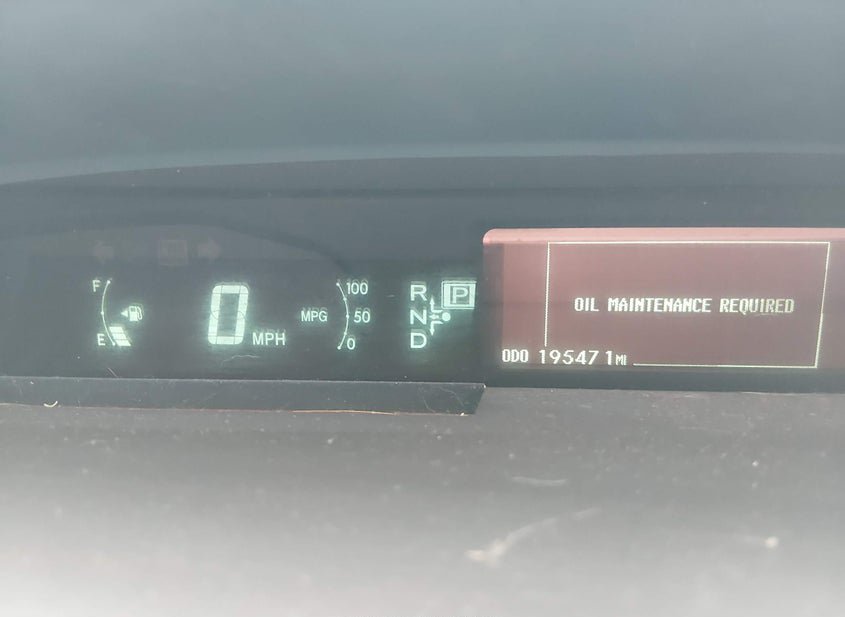 F
E
0 MPH
MPG
100
50
0
R
N
D
P
OIL MAINTENANCE REQUIRED
ODO 195471 MI